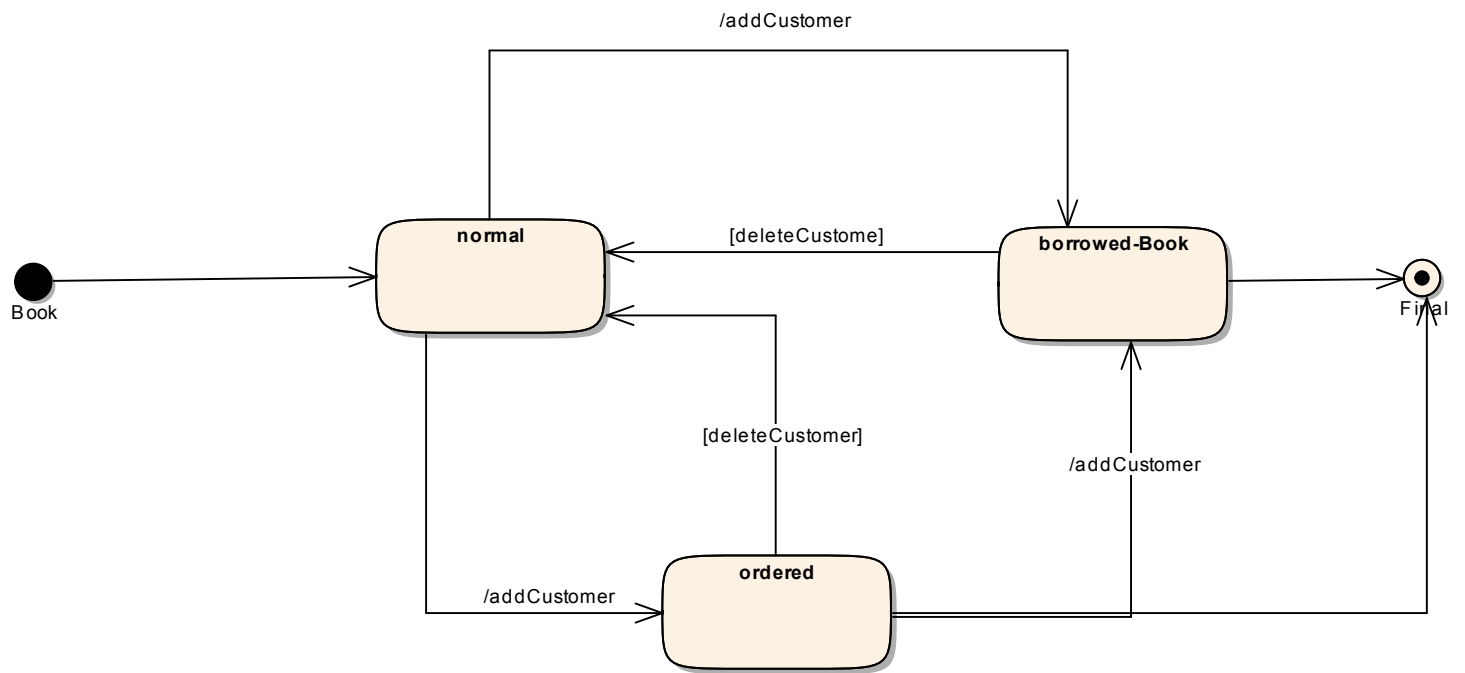 /addCustomer
normal
[deleteCustome]
borrowed-Book
Book
Final
[deleteCustomer]
/addCustomer
ordered
/addCustomer